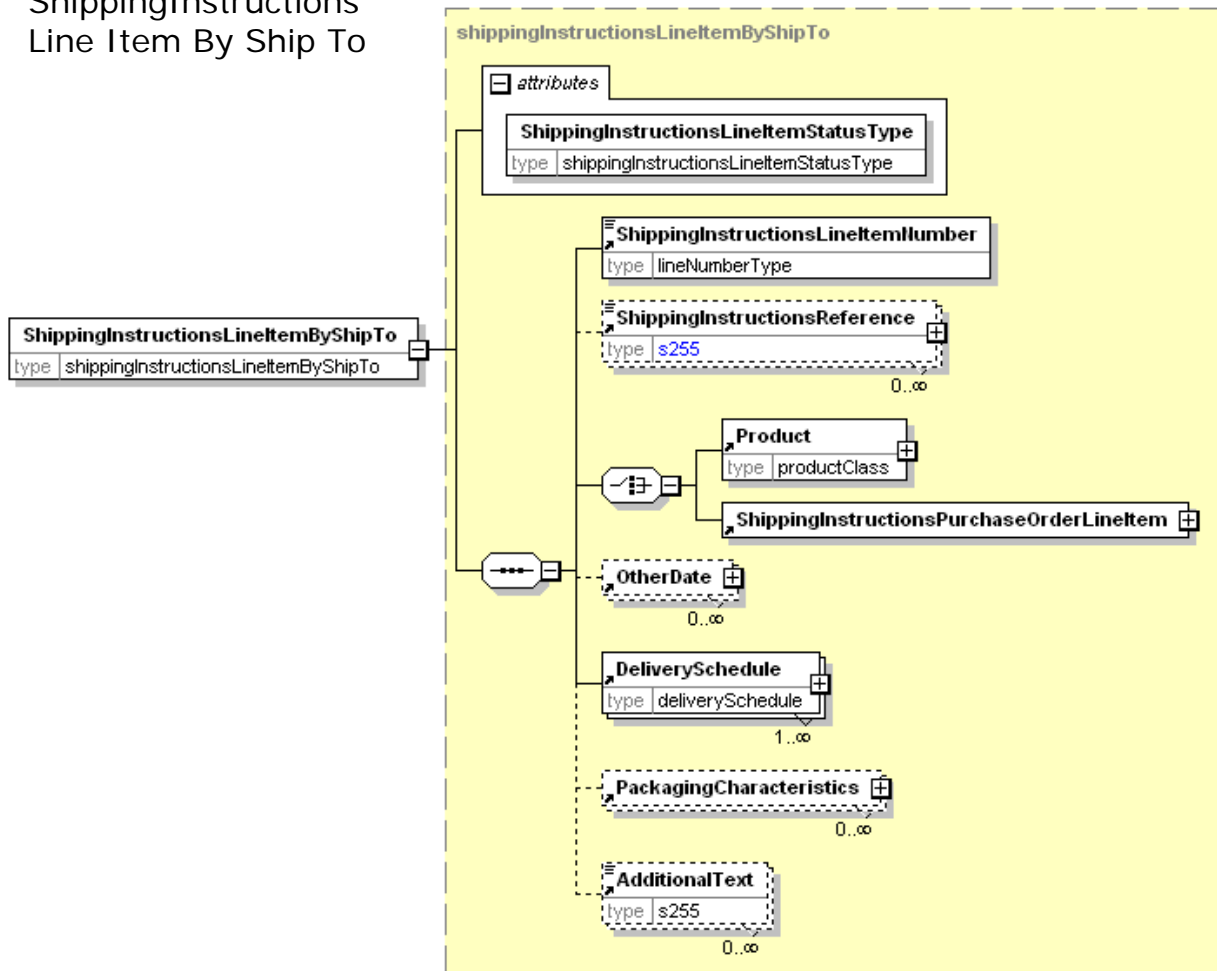 ShippingInstructions
Line Item By Ship To
shippingInstructionsLineItemByShipTo
attributes
ShippingInstructionsLineItemStatusType
type shippingInstructionsLineItemStatusType
ShippingInstructionsLineItemNumber
type lineNumberType
ShippingInstructionsReference
type s255
0..∞
ShippingInstructionsLineItemByShipTo
type shippingInstructionsLineItemByShipTo
Product
type productClass
ShippingInstructionsPurchaseOrderLineItem
OtherDate
0..∞
DeliverySchedule
type deliverySchedule
1..∞
PackagingCharacteristics
0..∞
AdditionalText
type s255
0..∞